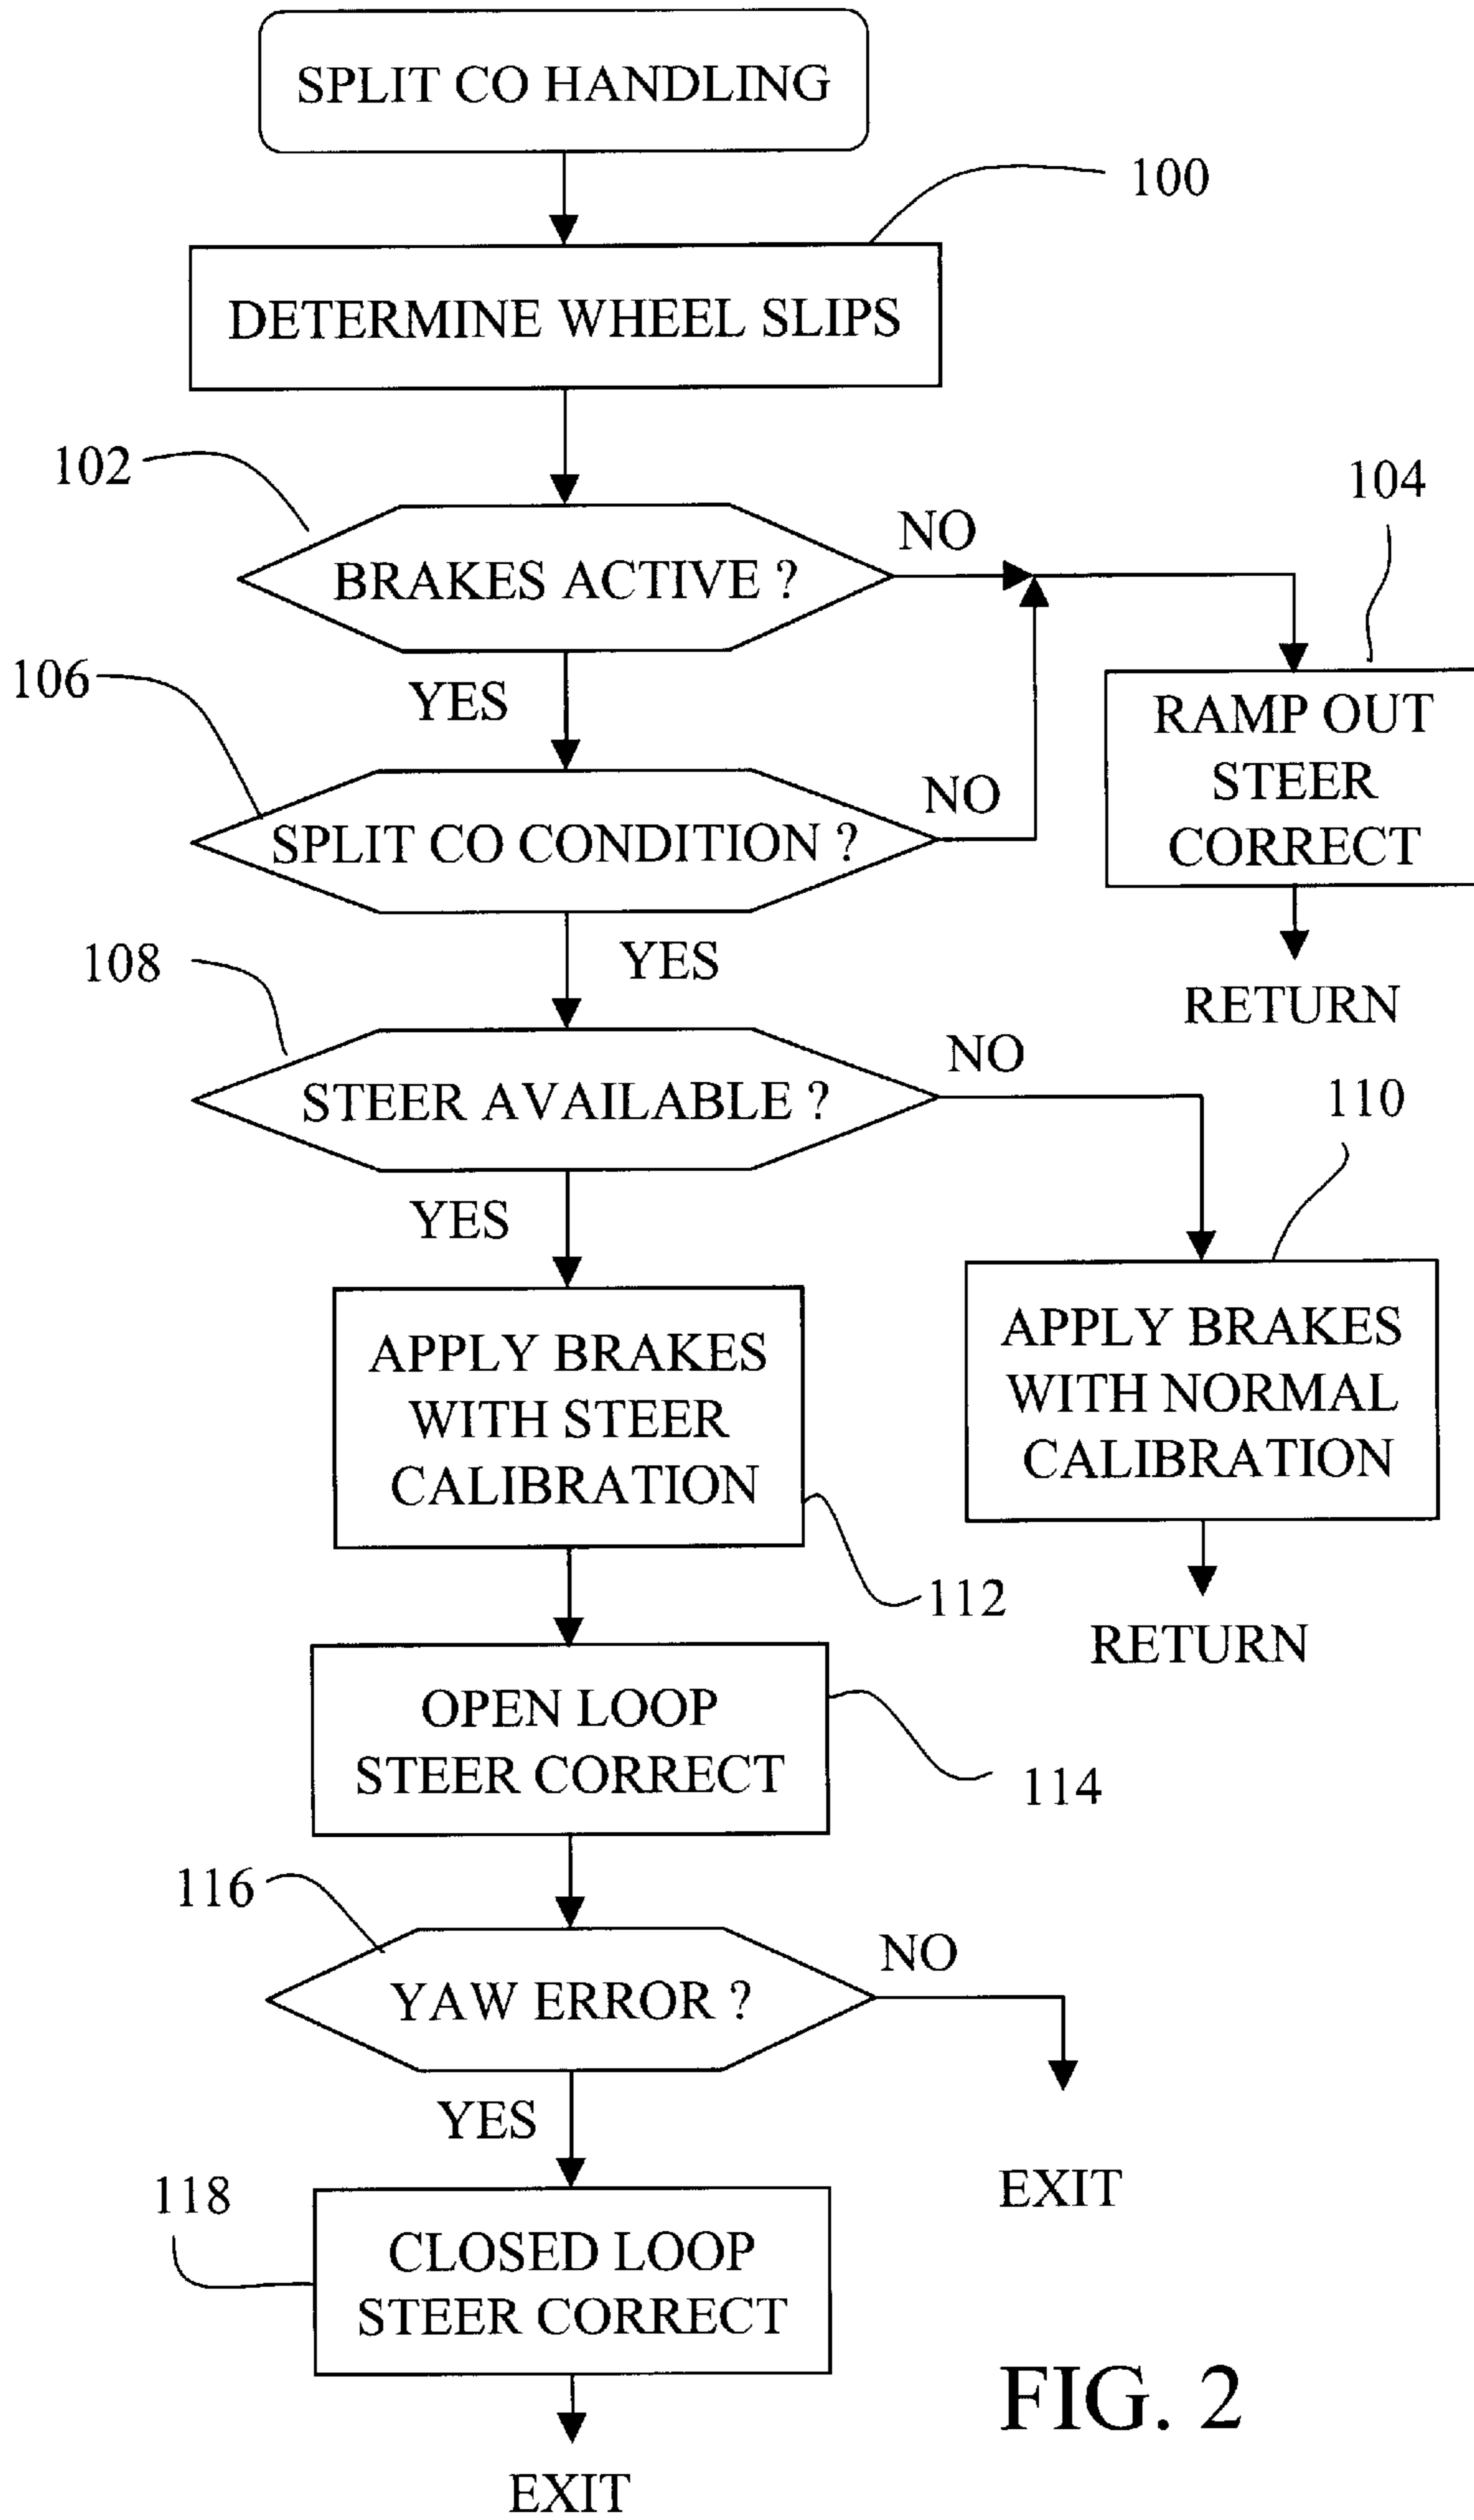 SPLIT CO HANDLING
100
DETERMINE WHEEL SLIPS
102
104
NO
BRAKES ACTIVE ?
106
YES
RAMP OUT
STEER
CORRECT
NO
SPLIT CO CONDITION ?
108
YES
RETURN
NO
STEER AVAILABLE ?
110
YES
APPLY BRAKES
WITH STEER
CALIBRATION
APPLY BRAKES
WITH NORMAL
CALIBRATION
112
RETURN
OPEN LOOP
STEER CORRECT
114
116
NO
YAW ERROR ?
YES
EXIT
118
CLOSED LOOP
STEER CORRECT
FIG. 2
EXIT